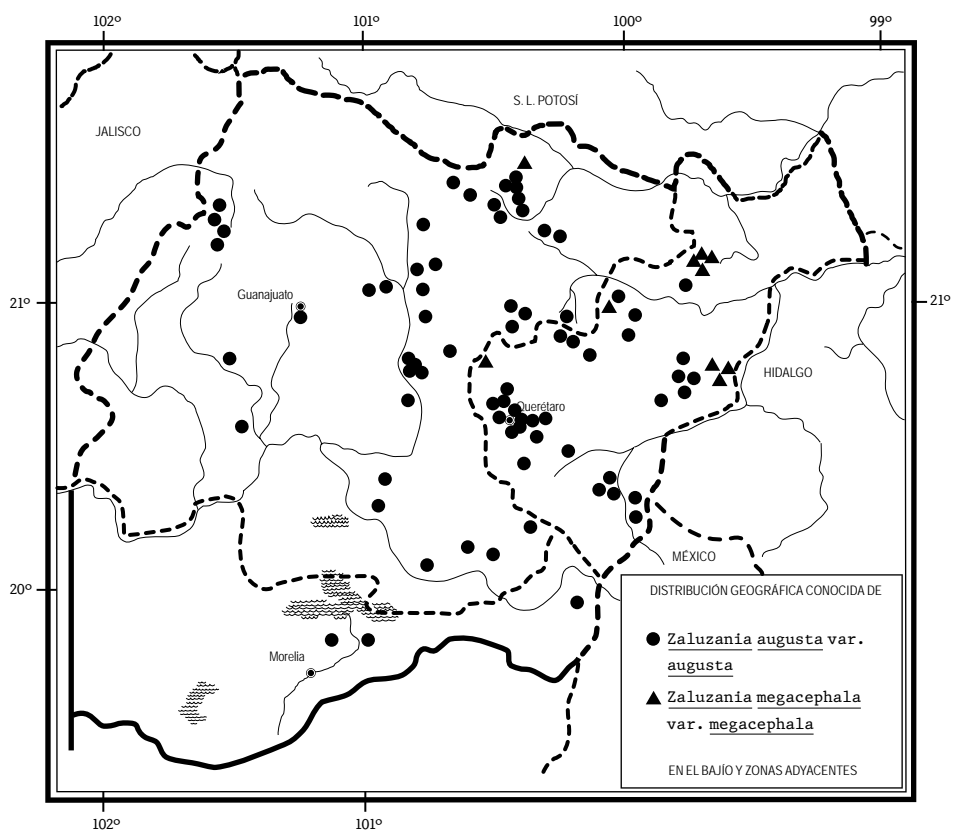 102º 101º 100º 99º
S. L. POTOSÍ
JALISCO
Guanajuato
21º 21º
HIDALGO
Querétaro
MÉXICO
20º
DISTRIBUCIÓN GEOGRÁFICA CONOCIDA DE
Zaluzania augusta var.
augusta
Zaluzania megacephala
var. megacephala
EN EL BAJÍO Y ZONAS ADYACENTES
Morelia
102º 101º